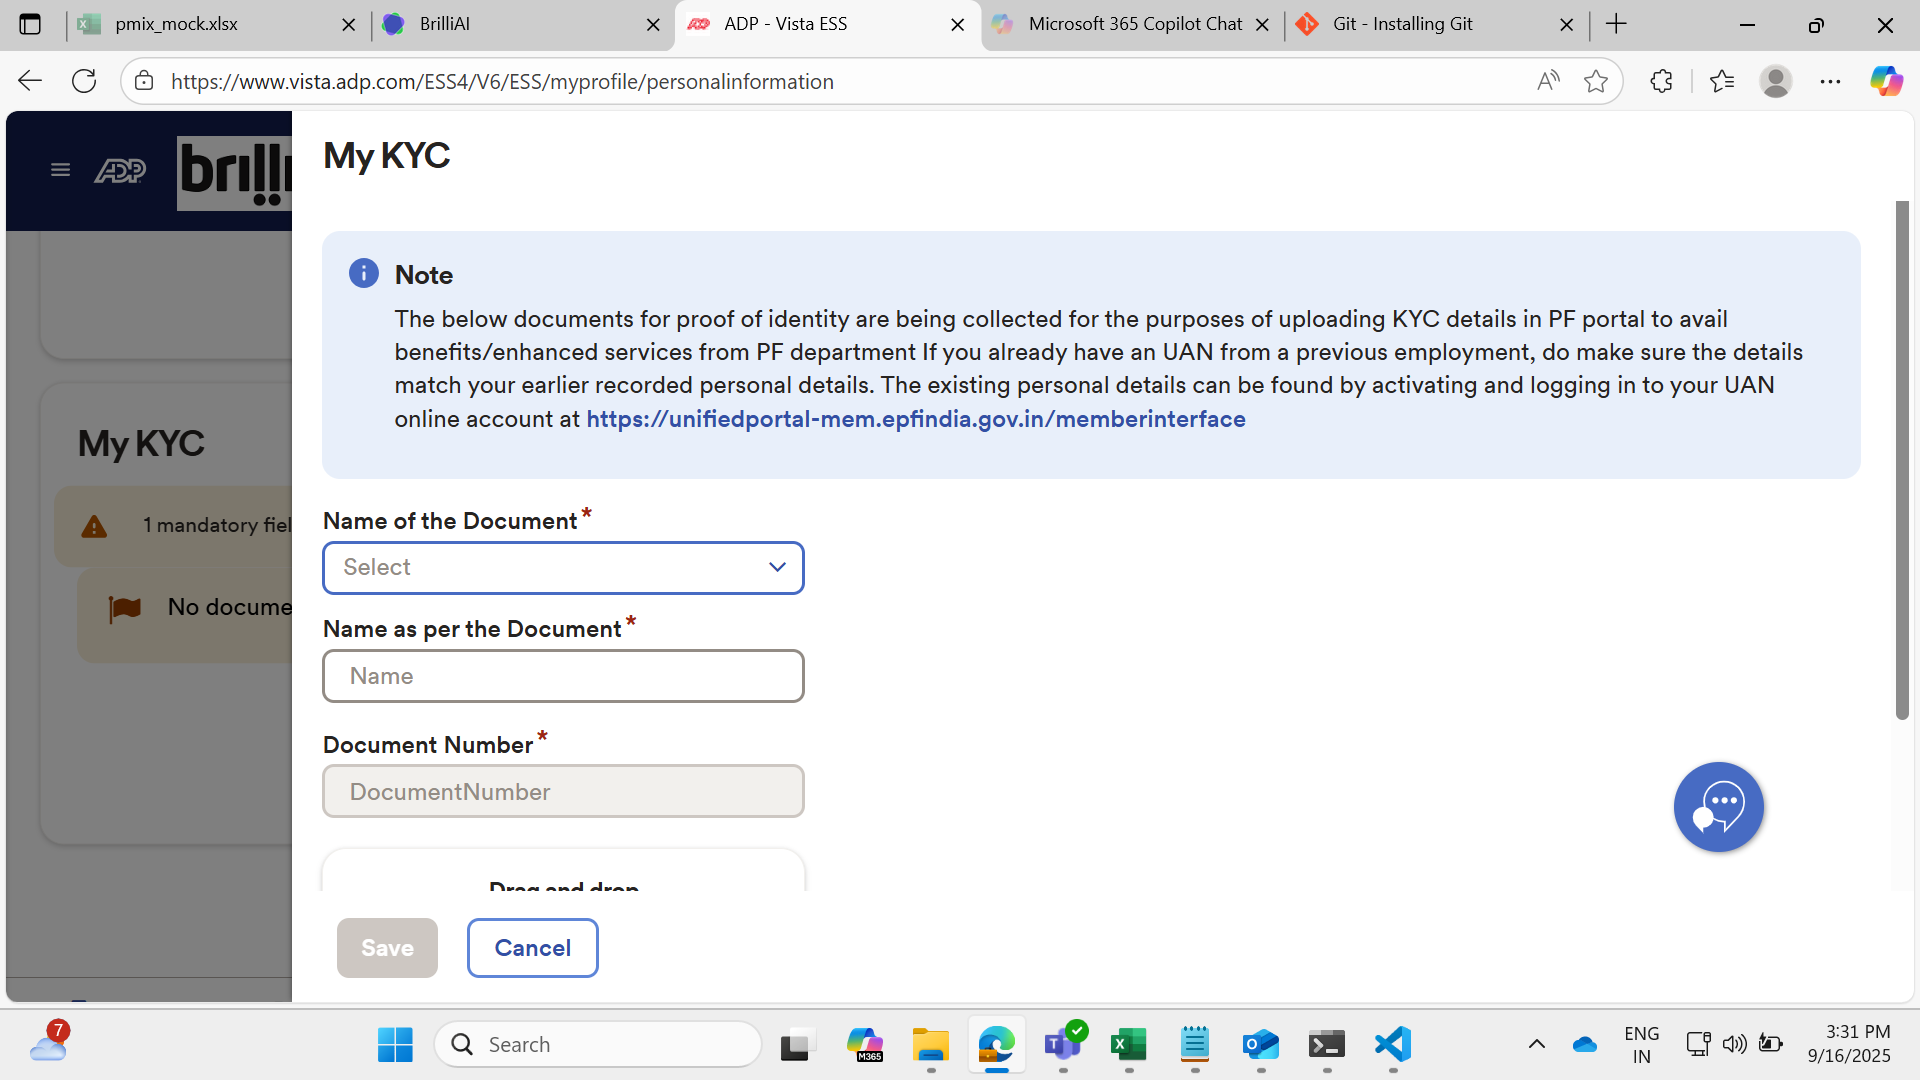 pmix_mock.xlsx
BrilliAI
ADP - Vista ESS
Microsoft 365 Copilot Chat
Git - Installing Git
https://www.vista.adp.com/ESS4/V6/ESS/myprofile/personalinformation
ADP
My KYC
Note
The below documents for proof of identity are being collected for the purposes of uploading KYC details in PF portal to avail
benefits/enhanced services from PF department If you already have an UAN from a previous employment, do make sure the details
match your earlier recorded personal details. The existing personal details can be found by activating and logging in to your UAN
online account at https://unifiedportal-mem.epfindia.gov.in/memberinterface
My KYC
1 mandatory fiel
No docume
Name of the Document*
Select
Name as per the Document*
Name
Document Number*
DocumentNumber
Drag and drop
Save
Cancel
7
Search
M365
ENG
IN
3:31 PM
9/16/2025